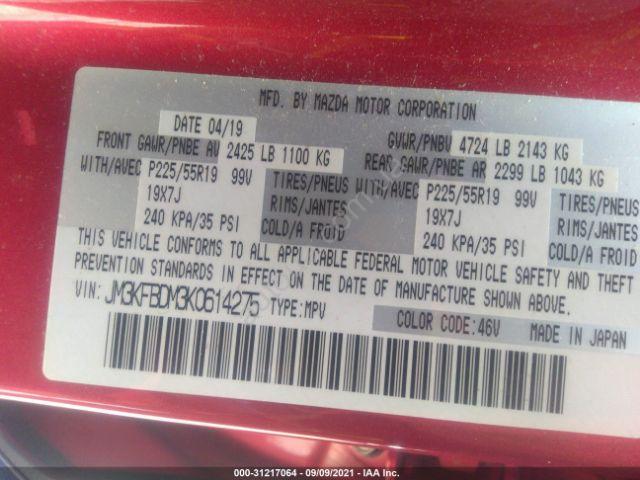 MFD. BY MAZDA MOTOR CORPORATION
DATE 04/19 GVWR/PNBV 4724 LB 2143 KG
FRONT GAWR/PNBE AV 2425 LB 1100 KG REAR GAWR/PNBE AR 2299 LB 1043 KG
WITH/AVEC P225/55R19 99V TIRES/PNEUS WITH/AVEC P225/55R19 99V TIRES/PNEUS
19X7J RIMS/JANTES 19X7J RIMS/JANTES
240 KPA/35 PSI COLD/A FROID 240 KPA/35 PSI COLD/A FROID
THIS VEHICLE CONFORMS TO ALL APPLICABLE FEDERAL MOTOR VEHICLE SAFETY AND THEFT
PREVENTION STANDARDS IN EFFECT ON THE DATE OF MANUFACTURE SHOWN ABOVE.
VIN: JM3KFBDM3K0614275 TYPE: MPV
COLOR CODE:46V MADE IN JAPAN
000-31217064 - 09/09/2021 - IAAI.COM